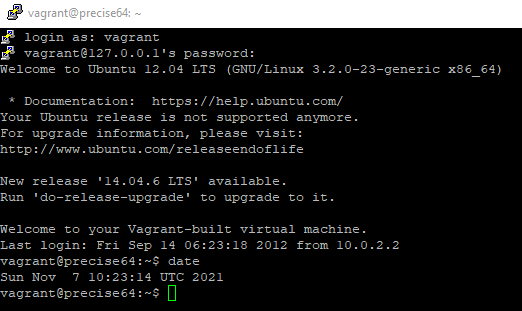 vagrant@precise64: ~
login as: vagrant
vagrant@127.0.0.1's password:
Welcome to Ubuntu 12.04 LTS (GNU/Linux 3.2.0-23-generic x86_64)

 * Documentation:  https://help.ubuntu.com/
Your Ubuntu release is not supported anymore.
For upgrade information, please visit:
http://www.ubuntu.com/releaseendoflife

New release '14.04.6 LTS' available.
Run 'do-release-upgrade' to upgrade to it.

Welcome to your Vagrant-built virtual machine.
Last login: Fri Sep 14 06:23:18 2012 from 10.0.2.2
vagrant@precise64:~$ date
Sun Nov  7 10:23:14 UTC 2021
vagrant@precise64:~$